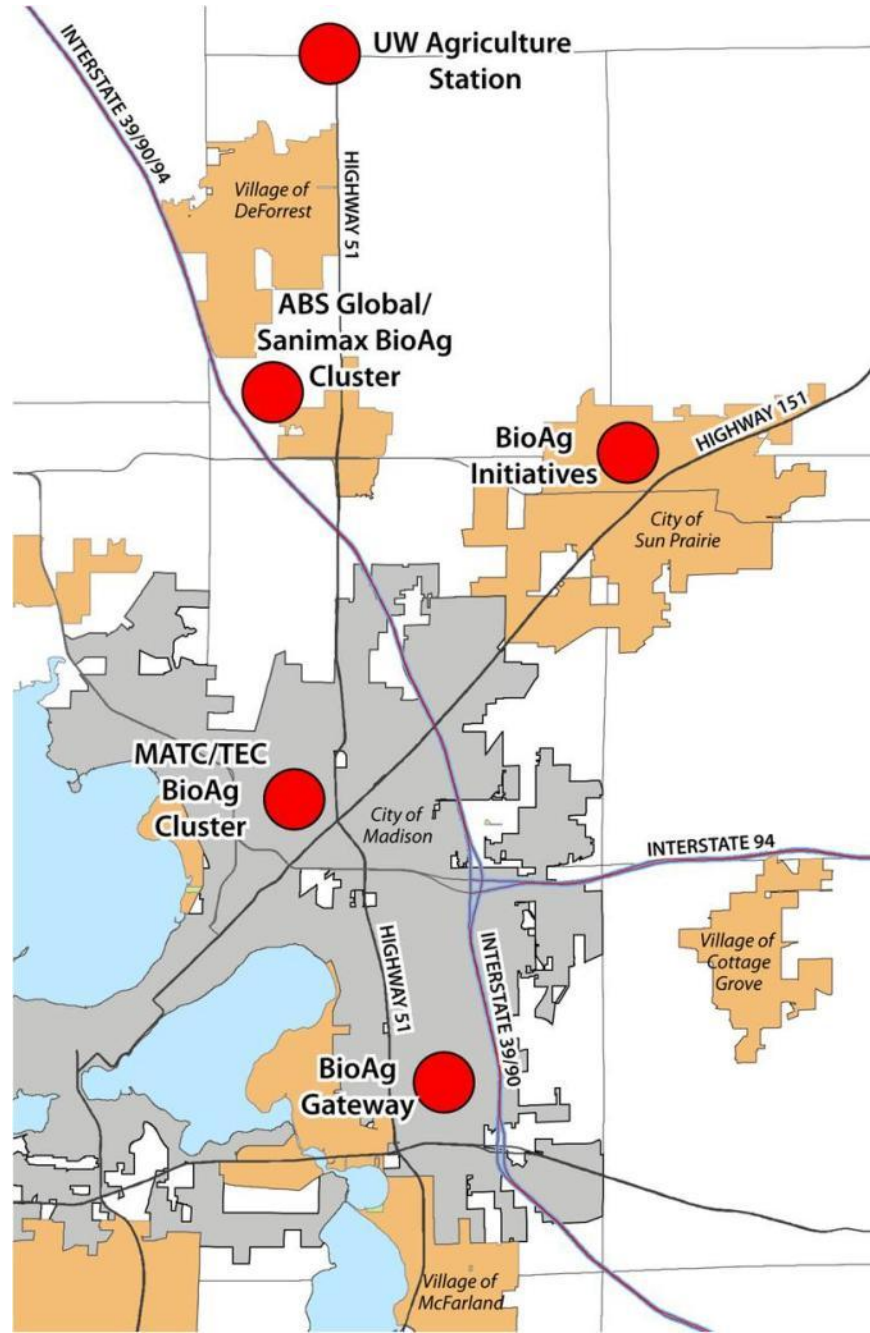 UW Agriculture
Station
INTERSTATE 39/90/94
HIGHWAY 51
Village of
DeForrest
ABS Global/
Sanimax BioAg
Cluster
HIGHWAY 151
BioAg
Initiatives
City of
Sun Prairie
MATC/TEC
BioAg
Cluster
City of
Madison
INTERSTATE 94
HIGHWAY 51
INTERSTATE 39/90
Village of
Cottage
Grove
BioAg
Gateway
Village of
McFarland